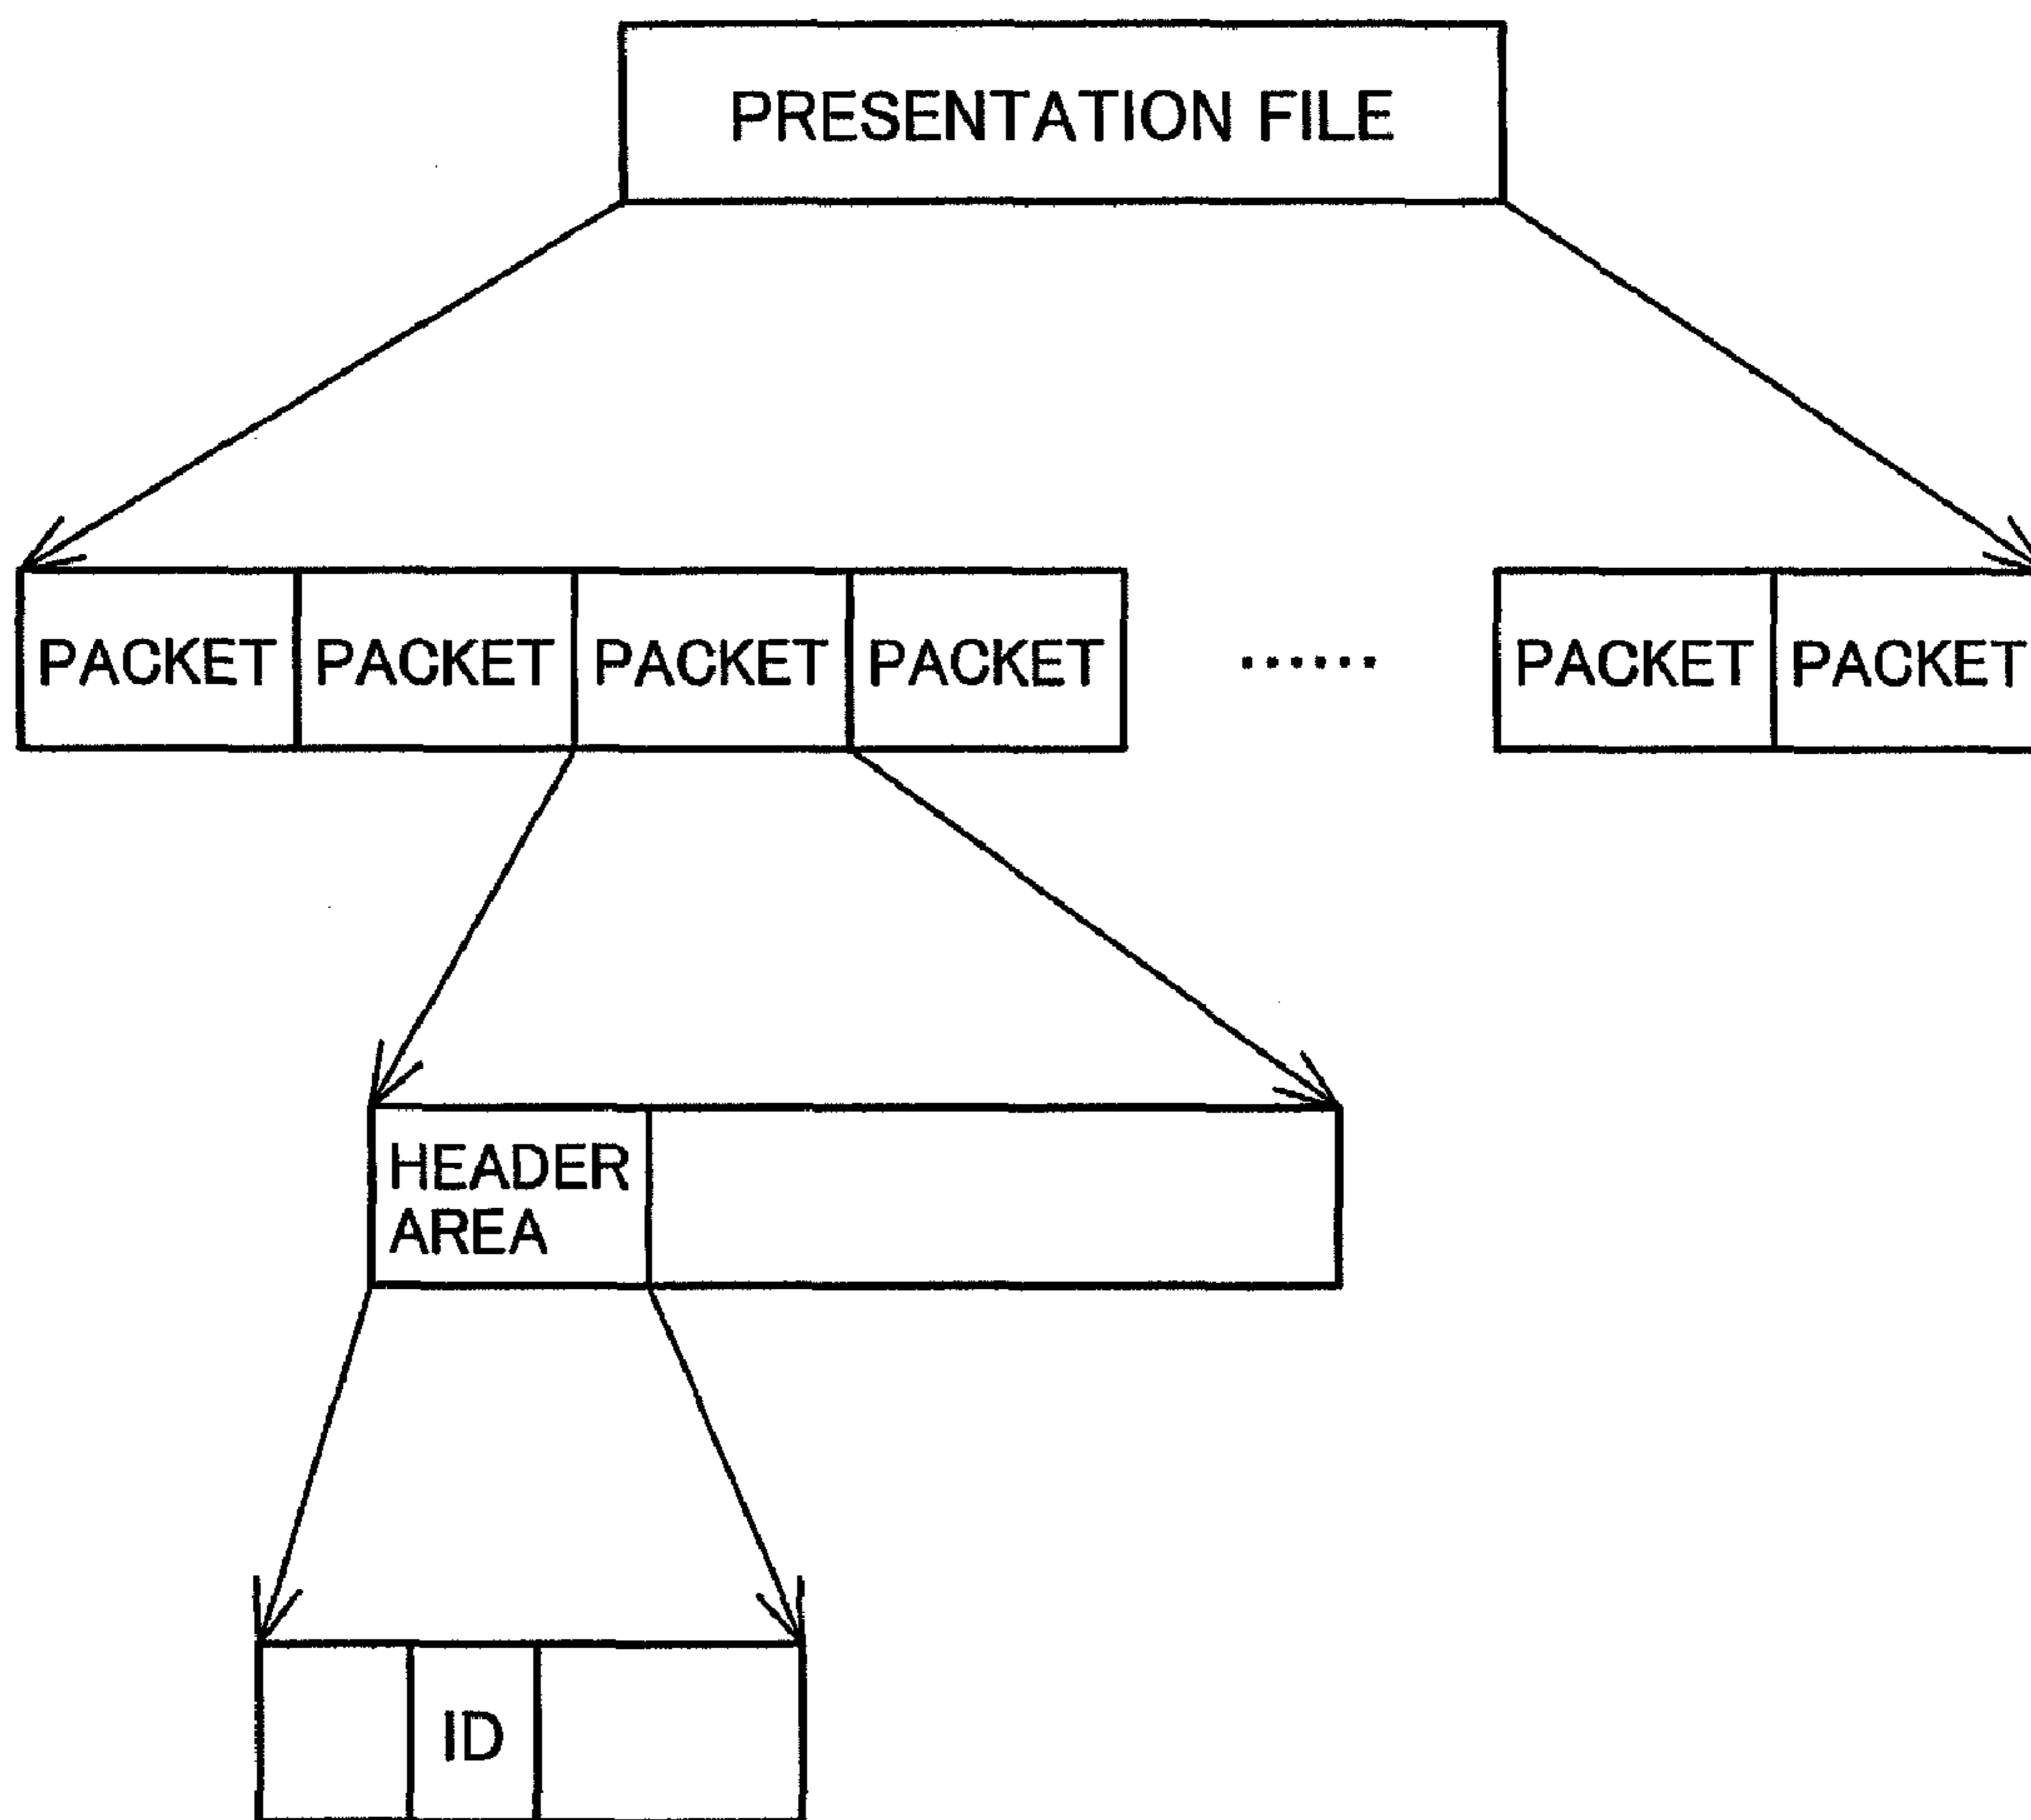 PRESENTATION FILE
PACKET PACKET PACKET PACKET ...... PACKET PACKET
HEADER
AREA
ID